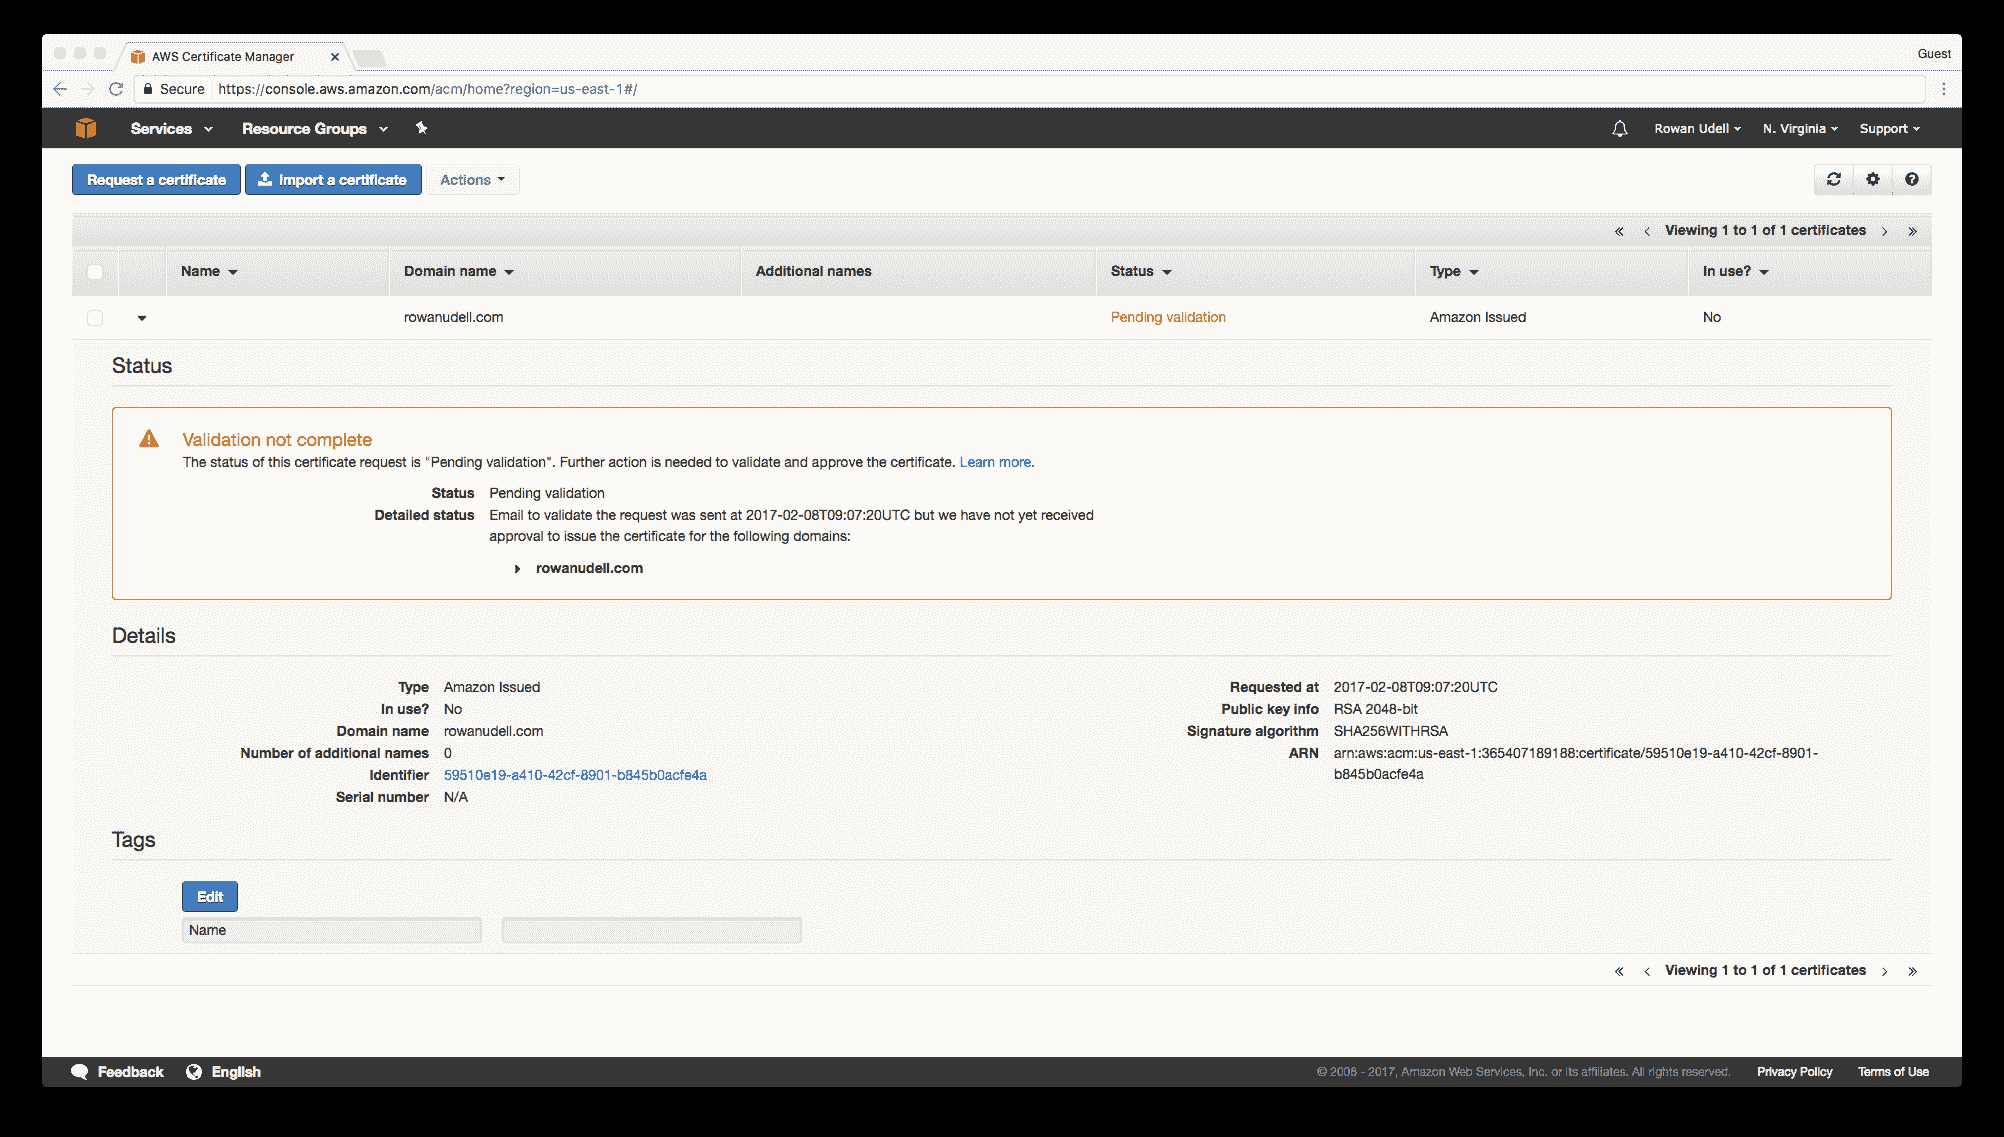 AWS Certificate Manager
Guest
Secure https://console.aws.amazon.com/acm/home?region=us-east-1#/
Services Resource Groups Rowan Udell N. Virginia Support
Request a certificate Import a certificate Actions
« ‹ Viewing 1 to 1 of 1 certificates › »
Name Domain name Additional names Status Type In use?
rowanudell.com Pending validation Amazon Issued No
Status
Validation not complete
The status of this certificate request is "Pending validation". Further action is needed to validate and approve the certificate. Learn more.
Status Pending validation
Detailed status Email to validate the request was sent at 2017-02-08T09:07:20UTC but we have not yet received
approval to issue the certificate for the following domains:
rowanudell.com
Details
Type Amazon Issued
In use? No
Domain name rowanudell.com
Number of additional names 0
Identifier 59510e19-a410-42cf-8901-b845b0acfe4a
Serial number N/A
Requested at 2017-02-08T09:07:20UTC
Public key info RSA 2048-bit
Signature algorithm SHA256WITHRSA
ARN arn:aws:acm:us-east-1:365407189188:certificate/59510e19-a410-42cf-8901-
b845b0acfe4a
Tags
Edit
Name
« ‹ Viewing 1 to 1 of 1 certificates › »
Feedback English © 2008 - 2017, Amazon Web Services, Inc. or its affiliates. All rights reserved. Privacy Policy Terms of Use